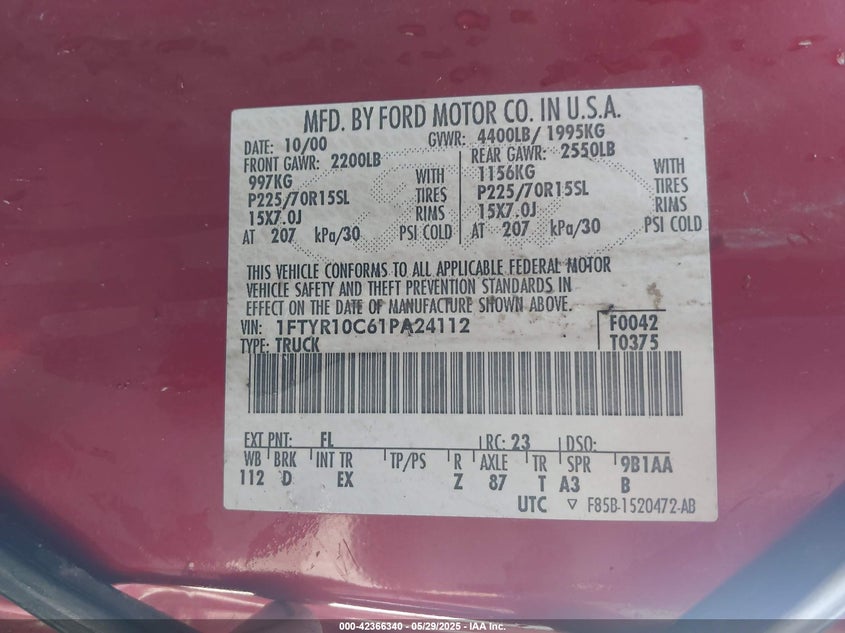 MFD. BY FORD MOTOR CO. IN U.S.A.
DATE: 10/00 GVWR: 4400LB/ 1995KG
FRONT GAWR: 2200LB REAR GAWR: 2550LB
997KG WITH 1156KG WITH
P225/70R15SL TIRES P225/70R15SL TIRES
15X7.0J RIMS 15X7.0J RIMS
AT 207 kPa/30 PSI COLD AT 207 kPa/30 PSI COLD
THIS VEHICLE CONFORMS TO ALL APPLICABLE FEDERAL MOTOR
VEHICLE SAFETY AND THEFT PREVENTION STANDARDS IN
EFFECT ON THE DATE OF MANUFACTURE SHOWN ABOVE.
VIN: 1FTYR10C61PA24112 F0042
TYPE: TRUCK T0375
EXT PNT: FL RC: 23 DSO:
WB BRK INT TR TP/PS R AXLE TR SPR 9B1AA
112 D EX Z 87 T A3 B
UTC ▽ F85B-1520472-AB
000-42366340 - 05/29/2025 - IAA Inc.